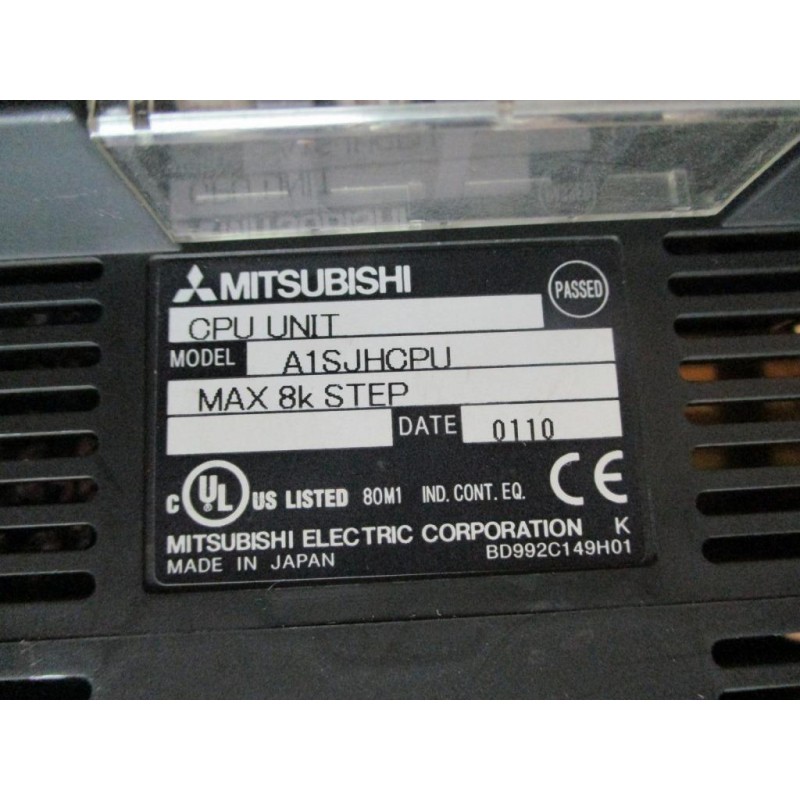 MITSUBISHI
PASSED
CPU UNIT
MODEL A1SJHCPU
MAX 8k STEP
DATE 0110
C UL US LISTED 80M1 IND. CONT. EQ. CE
MITSUBISHI ELECTRIC CORPORATION K
MADE IN JAPAN BD992C149H01